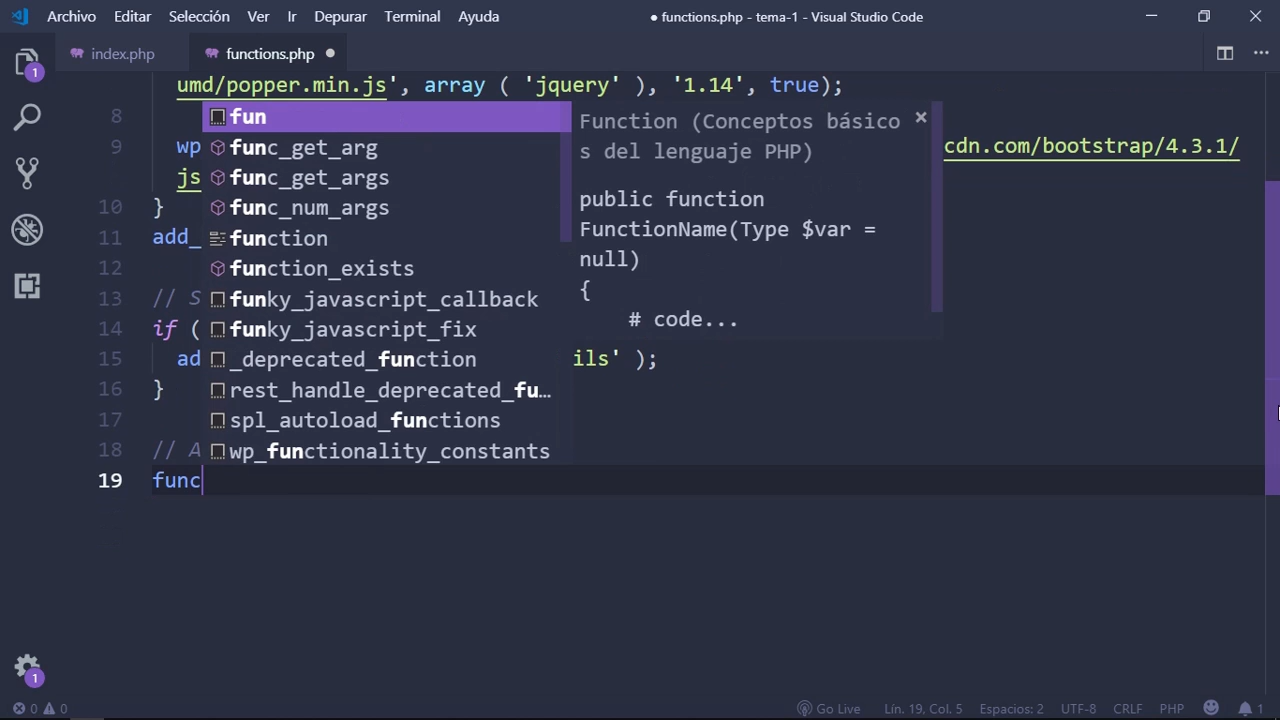 Archivo Editar Selección Ver Ir Depurar Terminal Ayuda ● functions.php - tema-1 - Visual Studio Code
index.php functions.php ●
umd/popper.min.js', array ( 'jquery' ), '1.14', true);
8
9 wp cdn.com/bootstrap/4.3.1/
js
10 }
11 add_
12
13 // S
14 if (
15 ad ils' );
16 }
17
18 // A
19 func
fun
func_get_arg
func_get_args
func_num_args
function
function_exists
funky_javascript_callback
funky_javascript_fix
_deprecated_function
rest_handle_deprecated_fu…
spl_autoload_functions
wp_functionality_constants
Function (Conceptos básico
s del lenguaje PHP)
public function
FunctionName(Type $var =
null)
{
# code...
1
1
0 0 Go Live Lín. 19, Col. 5 Espacios: 2 UTF-8 CRLF PHP 1